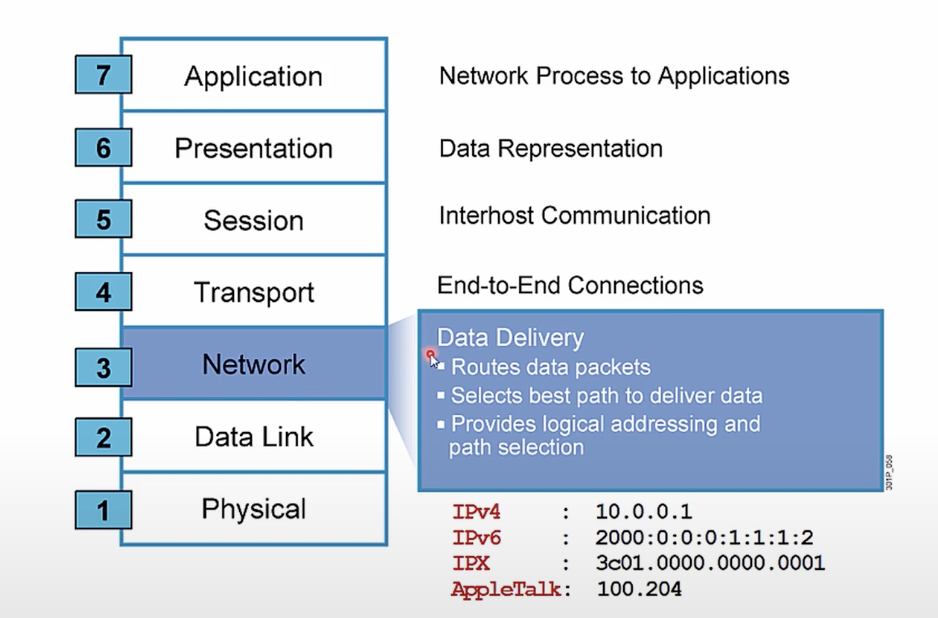 7 Application Network Process to Applications
6 Presentation Data Representation
5 Session Interhost Communication
4 Transport End-to-End Connections
3 Network
Data Delivery
▪ Routes data packets
▪ Selects best path to deliver data
▪ Provides logical addressing and
path selection
2 Data Link
1 Physical
301P_058
IPv4 : 10.0.0.1
IPv6 : 2000:0:0:0:1:1:1:2
IPX : 3c01.0000.0000.0001
AppleTalk: 100.204